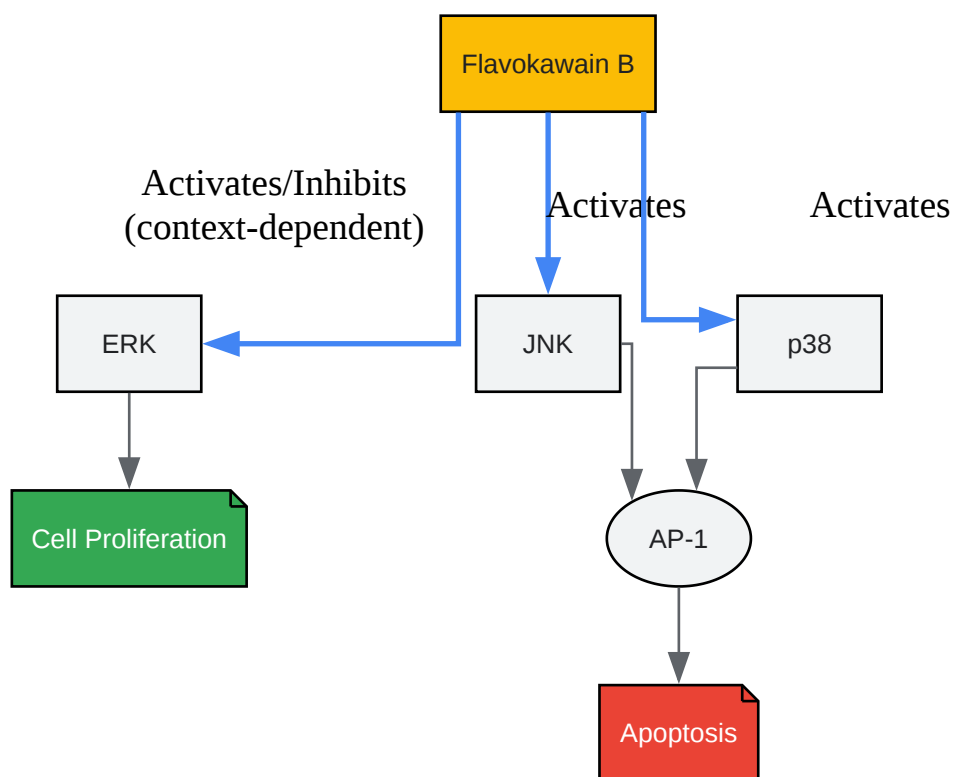 Flavokawain B
Activates/Inhibits
(context-dependent)
Activates
Activates
ERK
JNK
p38
Cell Proliferation
AP-1
Apoptosis